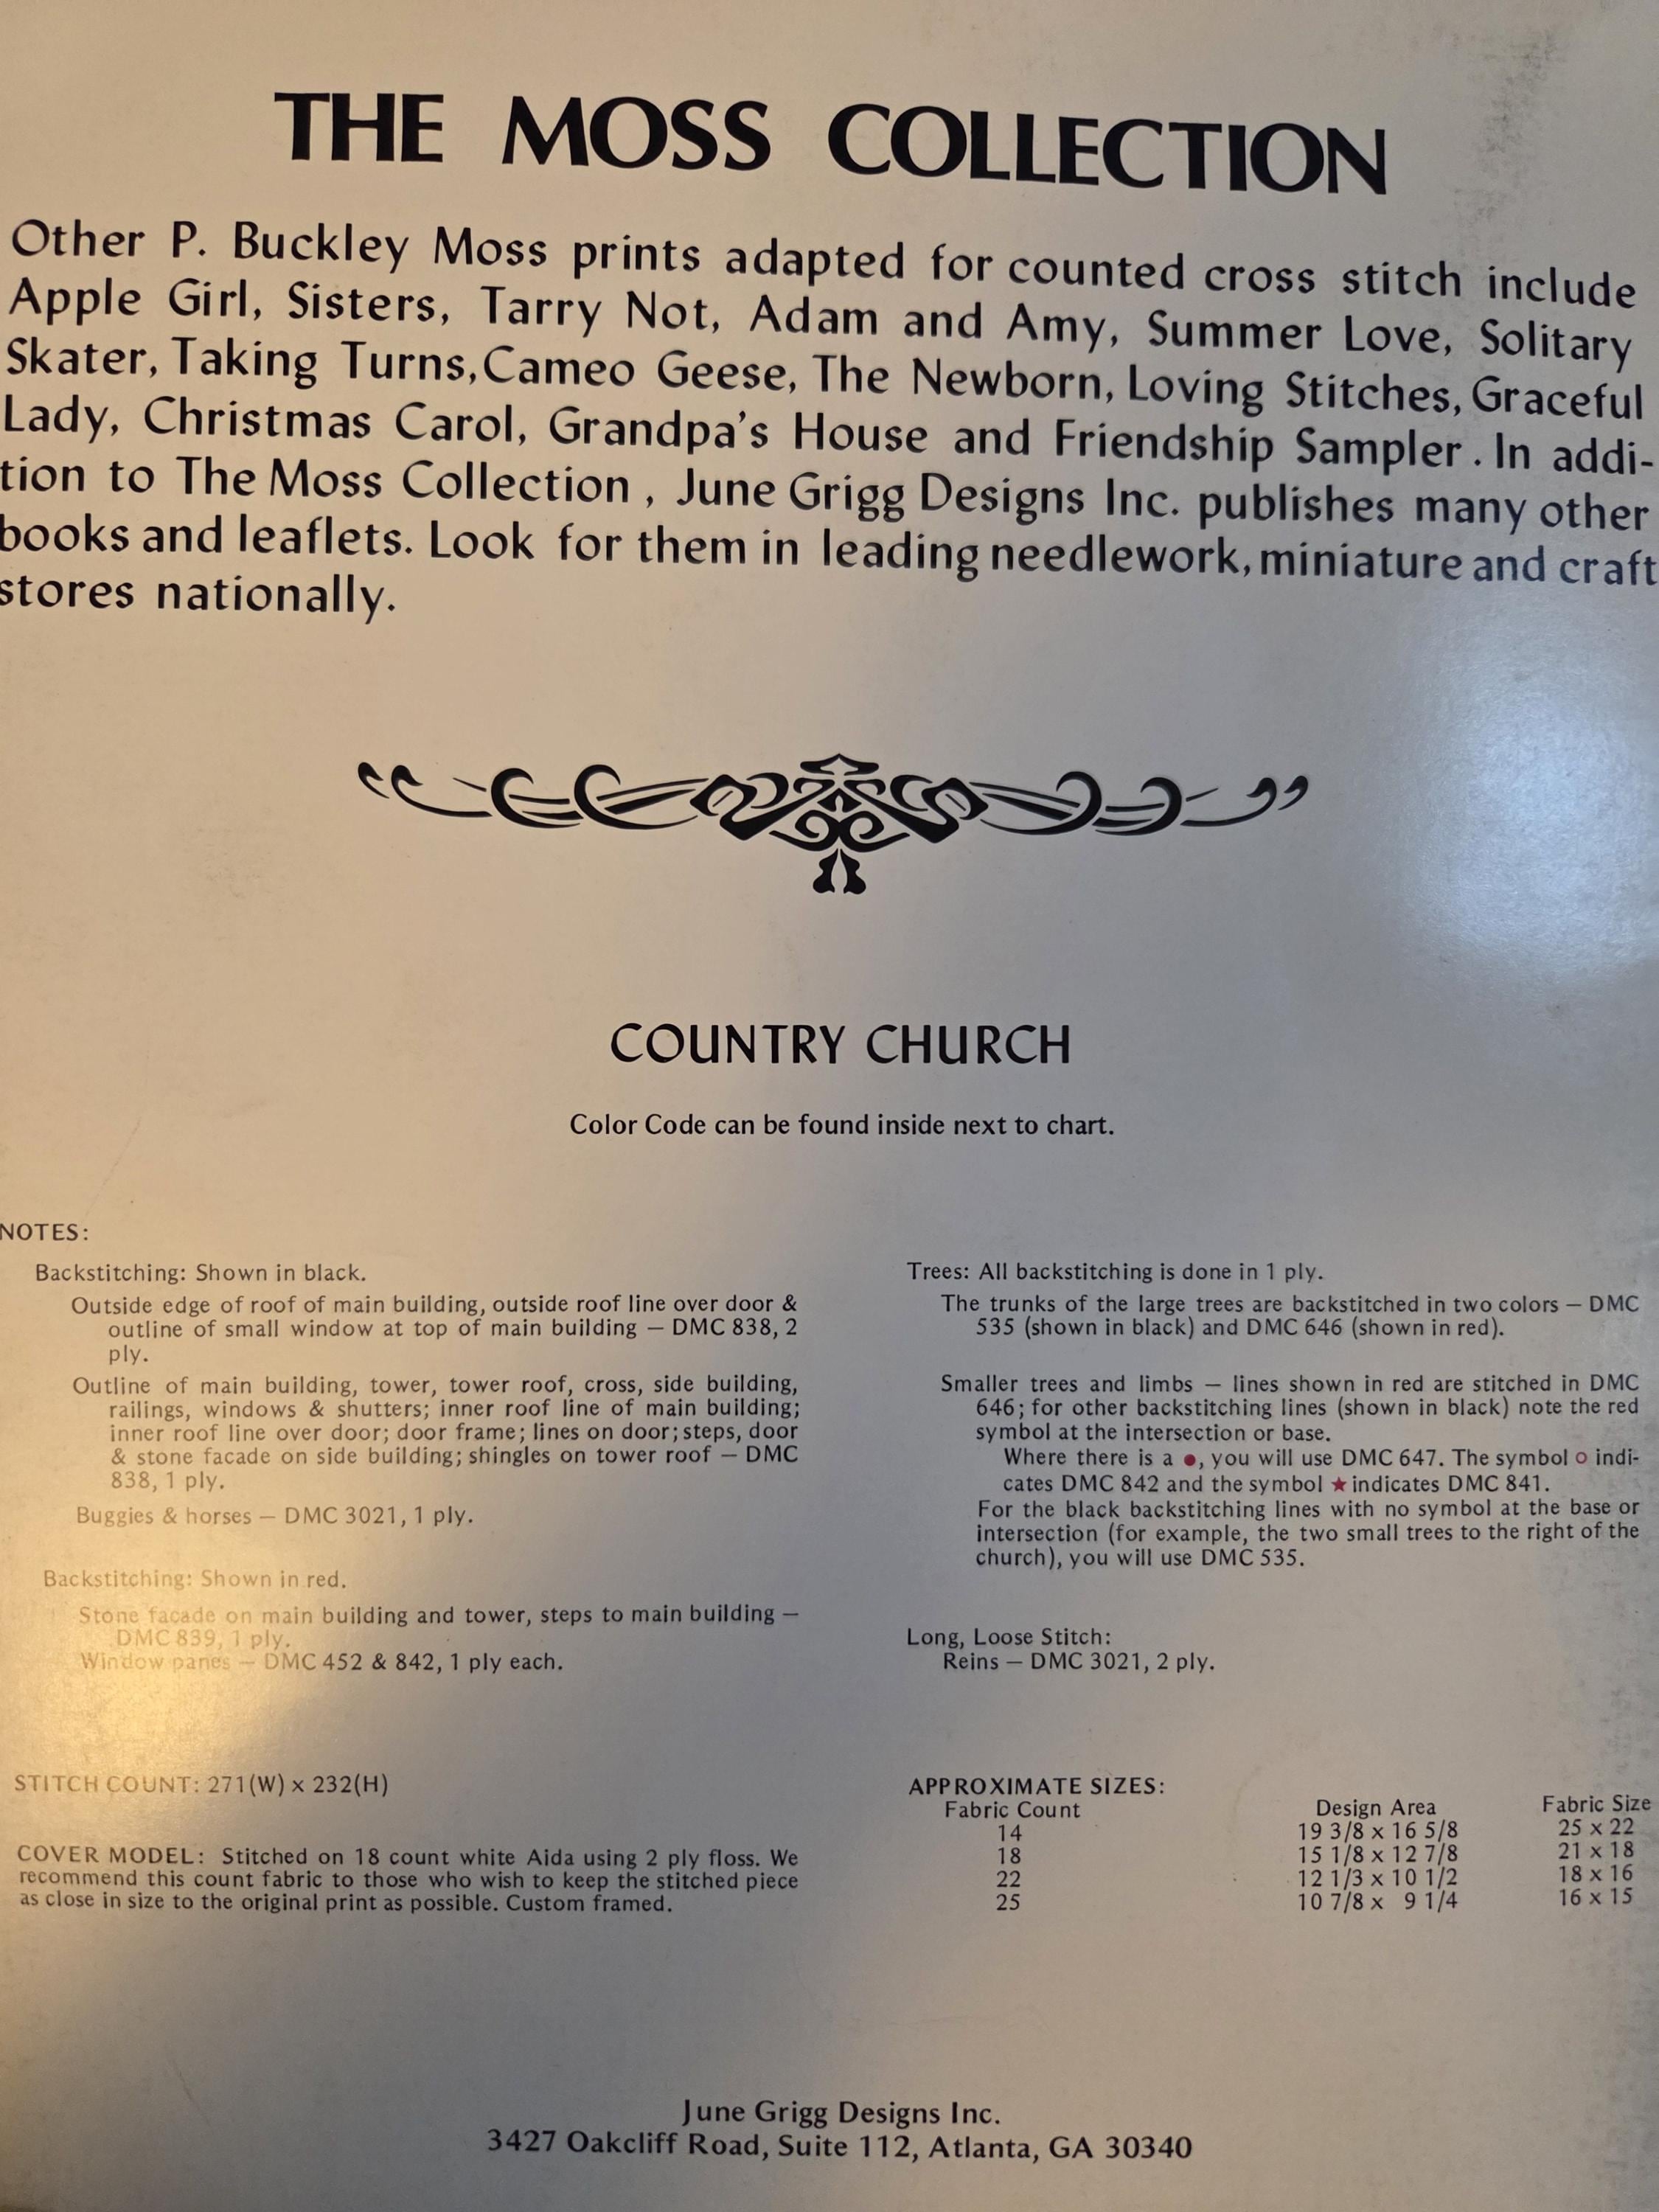 THE MOSS COLLECTION
Other P. Buckley Moss prints adapted for counted cross stitch include
Apple Girl, Sisters, Tarry Not, Adam and Amy, Summer Love, Solitary
Skater, Taking Turns, Cameo Geese, The Newborn, Loving Stitches, Graceful
Lady, Christmas Carol, Grandpa's House and Friendship Sampler. In addi-
tion to The Moss Collection, June Grigg Designs Inc. publishes many other
books and leaflets. Look for them in leading needlework, miniature and craft
stores nationally.
COUNTRY CHURCH
Color Code can be found inside next to chart.
NOTES:
Backstitching: Shown in black.
Outside edge of roof of main building, outside roof line over door &
outline of small window at top of main building — DMC 838, 2
ply.
Outline of main building, tower, tower roof, cross, side building,
railings, windows & shutters; inner roof line of main building;
inner roof line over door; door frame; lines on door; steps, door
& stone facade on side building; shingles on tower roof — DMC
838, 1 ply.
Buggies & horses — DMC 3021, 1 ply.
Backstitching: Shown in red.
Stone facade on main building and tower, steps to main building —
DMC 839, 1 ply.
Window panes — DMC 452 & 842, 1 ply each.
Trees: All backstitching is done in 1 ply.
The trunks of the large trees are backstitched in two colors — DMC
535 (shown in black) and DMC 646 (shown in red).
Smaller trees and limbs — lines shown in red are stitched in DMC
646; for other backstitching lines (shown in black) note the red
symbol at the intersection or base.
Where there is a ●, you will use DMC 647. The symbol o indi-
cates DMC 842 and the symbol ★ indicates DMC 841.
For the black backstitching lines with no symbol at the base or
intersection (for example, the two small trees to the right of the
church), you will use DMC 535.
Long, Loose Stitch:
Reins — DMC 3021, 2 ply.
STITCH COUNT: 271(W) x 232(H)
COVER MODEL: Stitched on 18 count white Aida using 2 ply floss. We
recommend this count fabric to those who wish to keep the stitched piece
as close in size to the original print as possible. Custom framed.
APPROXIMATE SIZES:
Fabric Count Design Area Fabric Size
14 19 3/8 x 16 5/8 25 x 22
18 15 1/8 x 12 7/8 21 x 18
22 12 1/3 x 10 1/2 18 x 16
25 10 7/8 x 9 1/4 16 x 15
June Grigg Designs Inc.
3427 Oakcliff Road, Suite 112, Atlanta, GA 30340